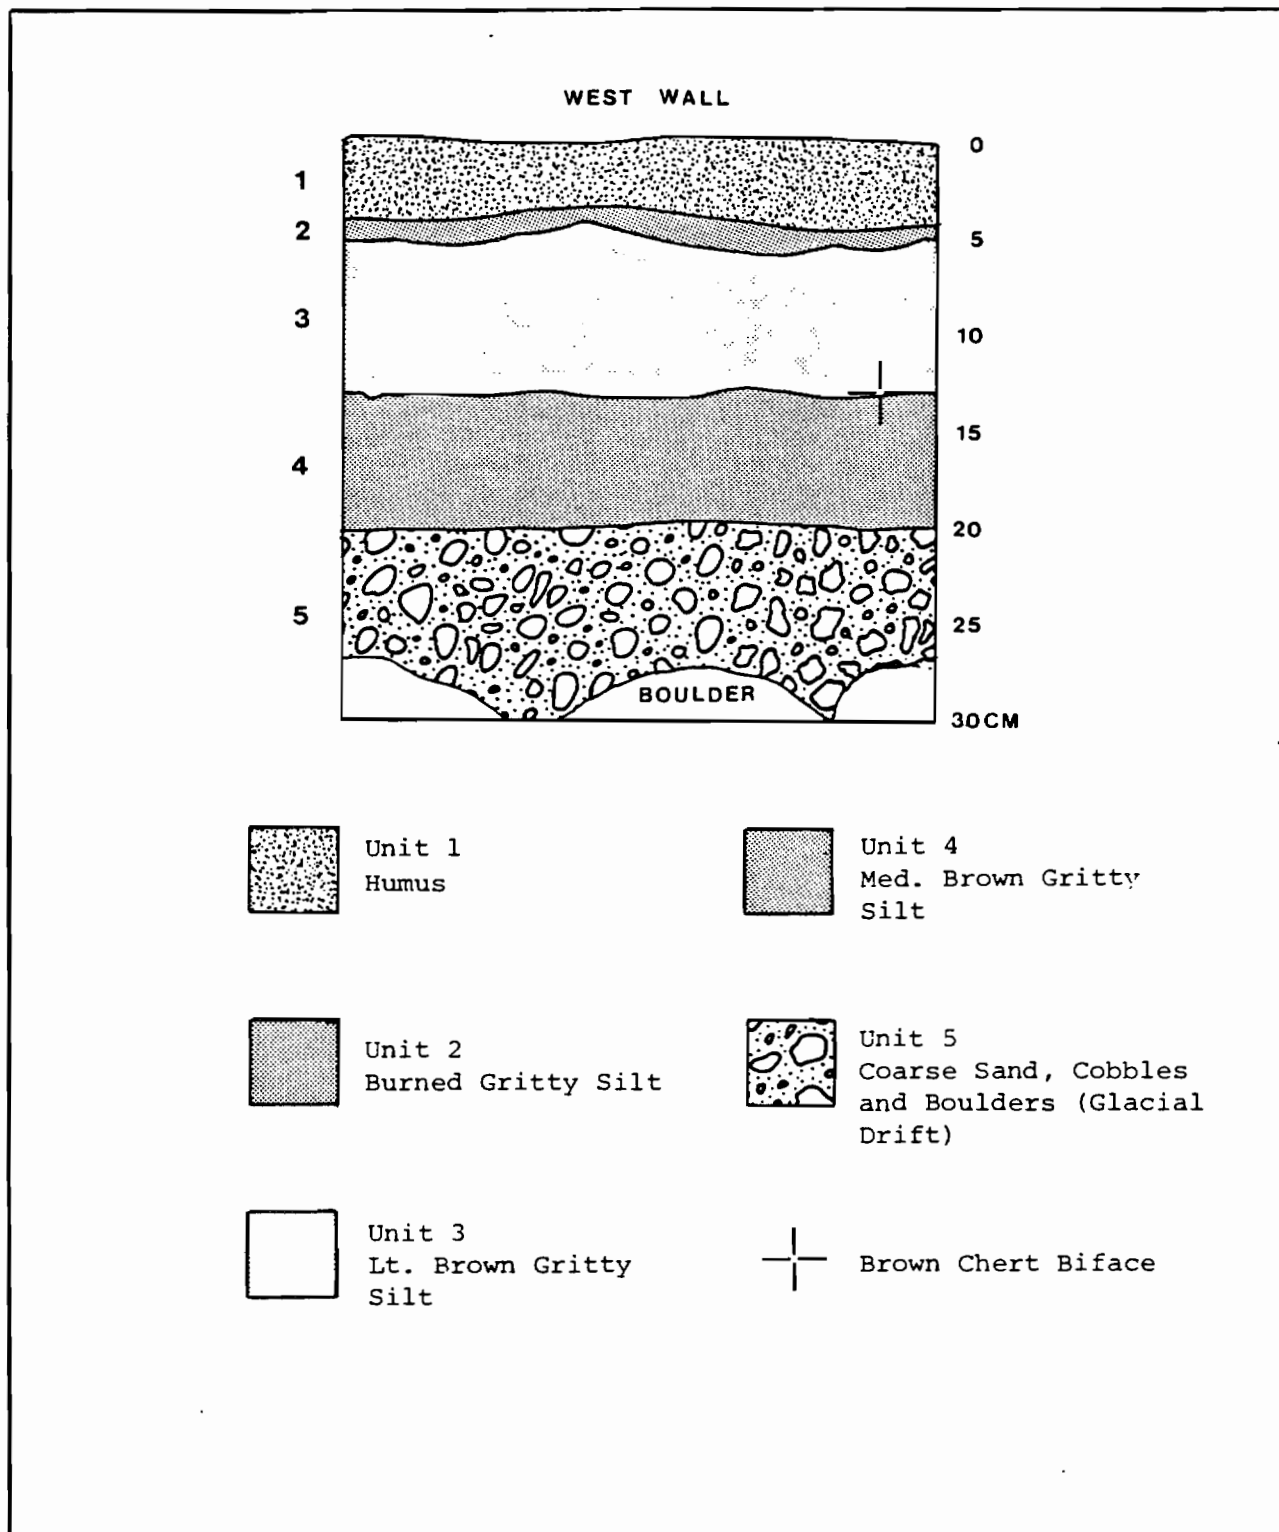 WEST WALL
0
1
2
5
3
10
15
4
20
5
25
BOULDER
30CM
Unit 1
Humus
Unit 4
Med. Brown Gritty
Silt
Unit 2
Burned Gritty Silt
Unit 5
Coarse Sand, Cobbles
and Boulders (Glacial
Drift)
Unit 3
Lt. Brown Gritty
Silt
Brown Chert Biface